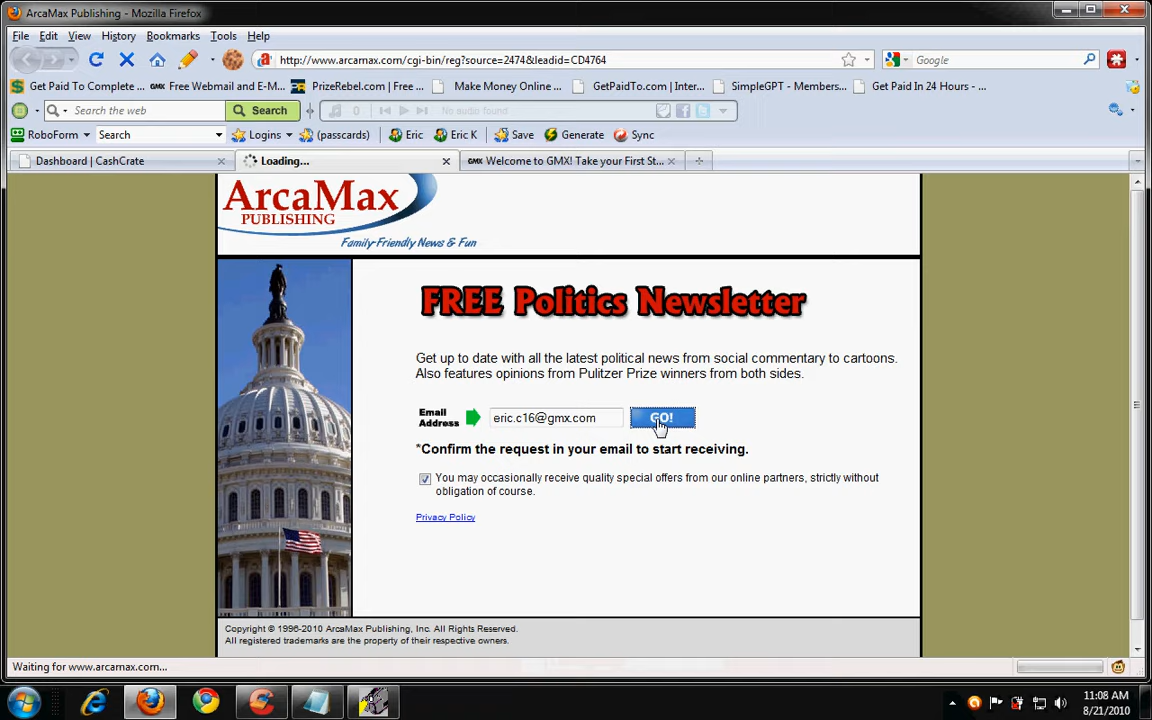 ArcaMax Publishing - Mozilla Firefox
File Edit View History Bookmarks Tools Help
http://www.arcamax.com/cgi-bin/reg?source=2474&leadid=CD4764
Google
Get Paid To Complete ... GMX Free Webmail and E-M... PrizeRebel.com | Free ... Make Money Online ... GetPaidTo.com | Inter... SimpleGPT - Members... Get Paid In 24 Hours - ...
Search the web Search No audio found
RoboForm Search Logins (passcards) Eric Eric K Save Generate Sync
Dashboard | CashCrate Loading... GMX Welcome to GMX! Take your First St...
ArcaMax
PUBLISHING
Family-Friendly News & Fun
FREE Politics Newsletter
Get up to date with all the latest political news from social commentary to cartoons.
Also features opinions from Pulitzer Prize winners from both sides.
Email
Address
eric.c16@gmx.com GO!
*Confirm the request in your email to start receiving.
You may occasionally receive quality special offers from our online partners, strictly without
obligation of course.
Privacy Policy
Copyright © 1996-2010 ArcaMax Publishing, Inc. All Rights Reserved.
All registered trademarks are the property of their respective owners.
Waiting for www.arcamax.com...
11:08 AM
8/21/2010